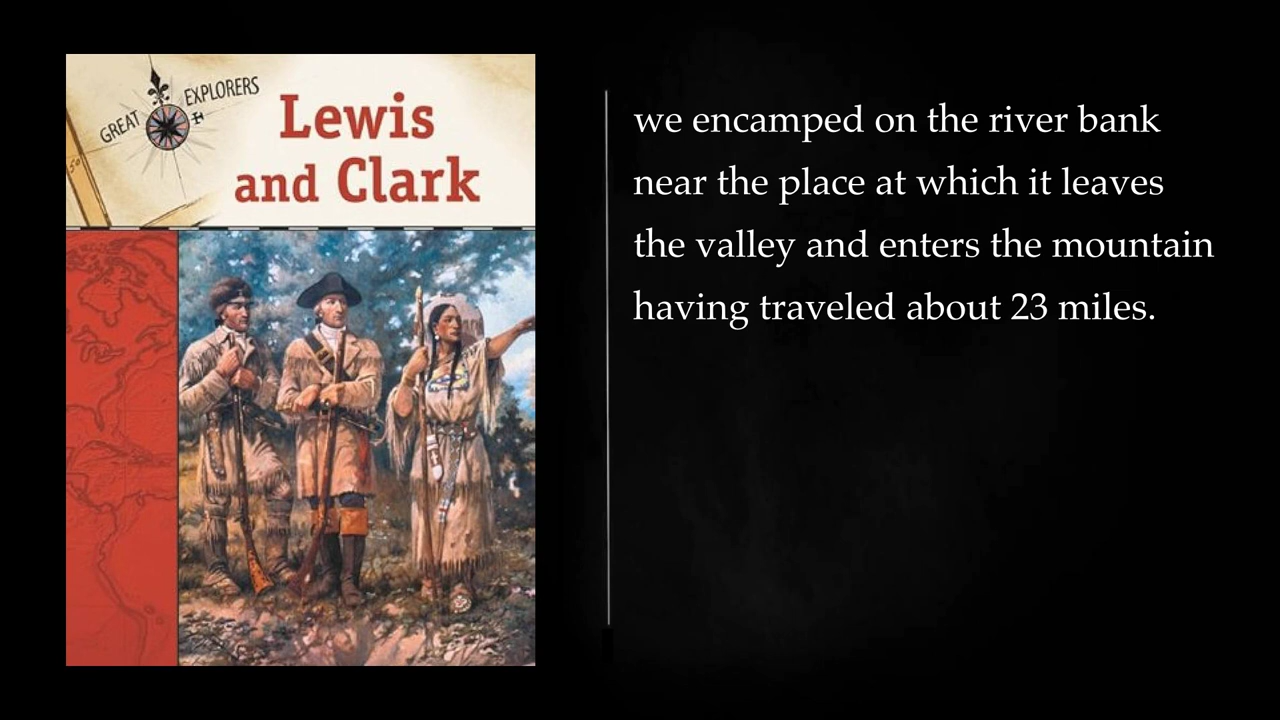 GREAT EXPLORERS
Lewis
and Clark
50
we encamped on the river bank
near the place at which it leaves
the valley and enters the mountain
having traveled about 23 miles.